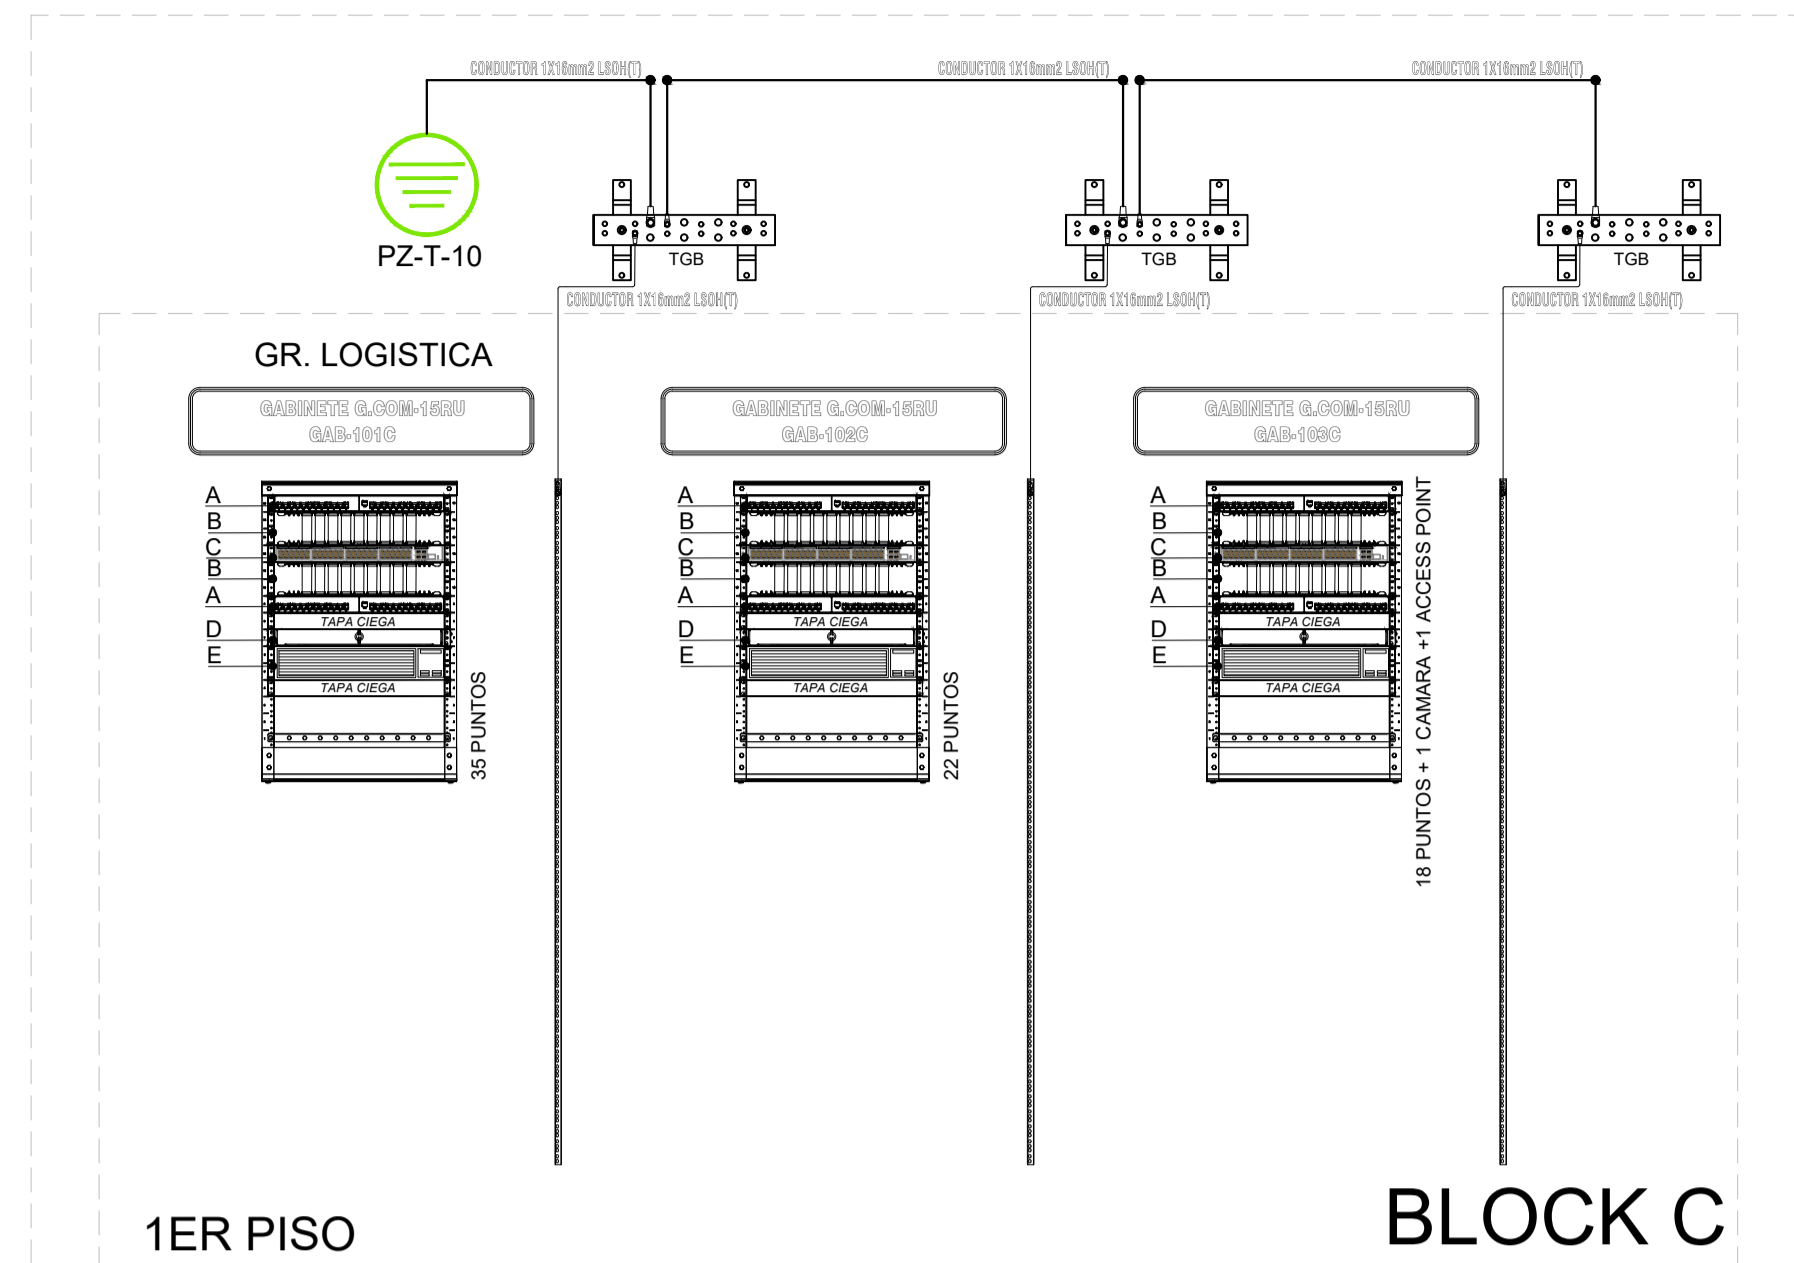 CONDUCTOR 1X16mm2 LSOH(T)
CONDUCTOR 1X16mm2 LSOH(T)
CONDUCTOR 1X16mm2 LSOH(T)
PZ-T-10
TGB
TGB
TGB
CONDUCTOR 1X16mm2 LSOH(T)
CONDUCTOR 1X16mm2 LSOH(T)
CONDUCTOR 1X16mm2 LSOH(T)
GR. LOGISTICA
GABINETE G.COM-15RU
GAB-101C
GABINETE G.COM-15RU
GAB-102C
GABINETE G.COM-15RU
GAB-103C
A
B
C
B
A
D
E
TAPA CIEGA
TAPA CIEGA
35 PUNTOS
A
B
C
B
A
D
E
TAPA CIEGA
TAPA CIEGA
22 PUNTOS
A
B
C
B
A
D
E
TAPA CIEGA
TAPA CIEGA
18 PUNTOS + 1 CAMARA +1 ACCESS POINT
1ER PISO
BLOCK C